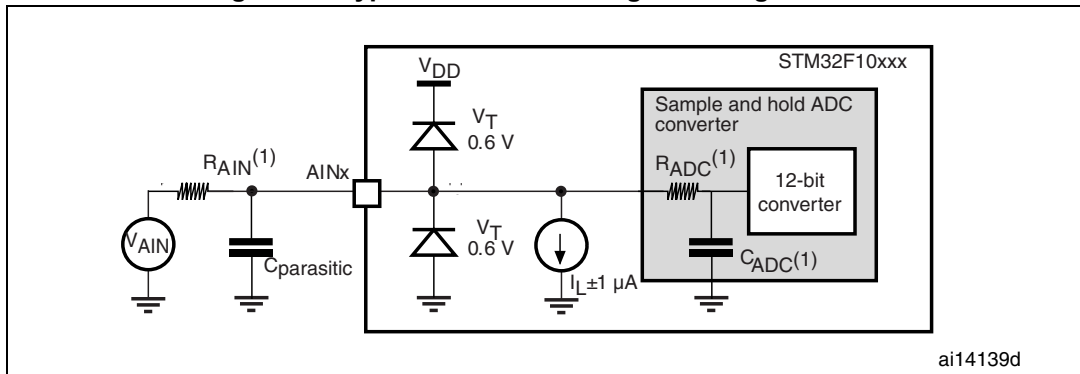 STM32F10xxx
VDD
Sample and hold ADC
converter
VT
0.6 V
RAIN(1)
AINx
RADC(1)
12-bit
converter
VAIN
Cparasitic
VT
0.6 V
IL±1 µA
CADC(1)
ai14139d